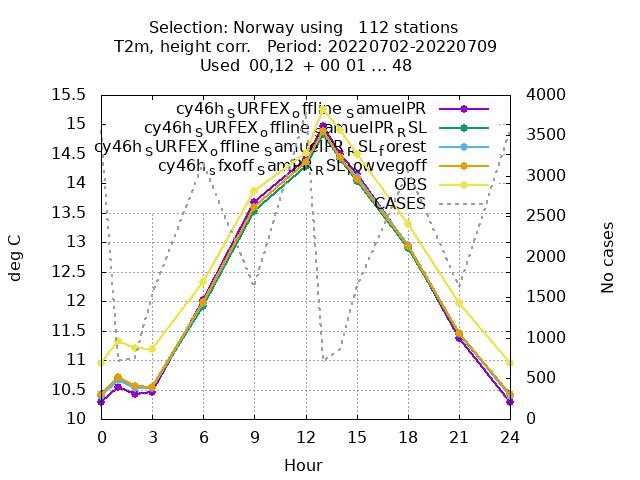 Selection: Norway using   112 stations
T2m, height corr.   Period: 20220702-20220709
Used  00,12  + 00 01 ... 48
cy46h_SURFEX_offline_SamuelPR
cy46h_SURFEX_offline_SamuelPR_RSL
cy46h_SURFEX_offline_SamuelPR_RSL_forest
cy46h_sfxoff_SamPR_RSL_lowvegoff
OBS
CASES
15.5
15
14.5
14
13.5
13
12.5
12
11.5
11
10.5
10
4000
3500
3000
2500
2000
1500
1000
500
0
deg C
No cases
0 3 6 9 12 15 18 21 24
Hour